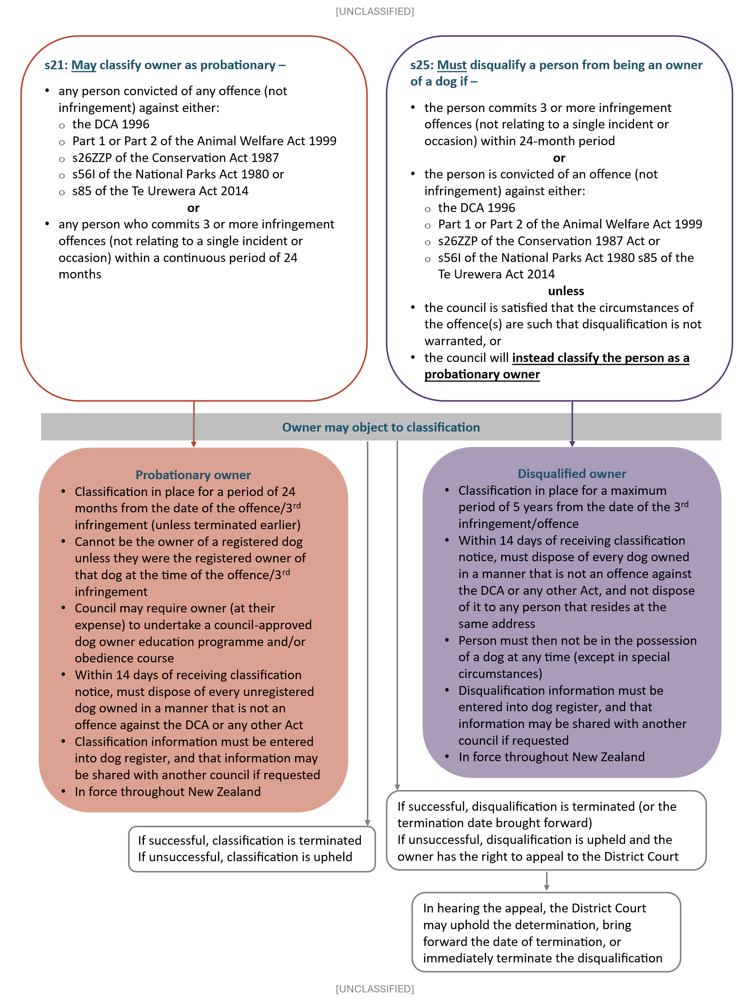 [UNCLASSIFIED]
s21: May classify owner as probationary –
• any person convicted of any offence (not
infringement) against either:
o the DCA 1996
o Part 1 or Part 2 of the Animal Welfare Act 1999
o s26ZZP of the Conservation Act 1987
o s56I of the National Parks Act 1980 or
o s85 of the Te Urewera Act 2014
or
• any person who commits 3 or more infringement
offences (not relating to a single incident or
occasion) within a continuous period of 24
months
s25: Must disqualify a person from being an owner
of a dog if –
• the person commits 3 or more infringement
offences (not relating to a single incident or
occasion) within 24-month period
or
• the person is convicted of an offence (not
infringement) against either:
o the DCA 1996
o Part 1 or Part 2 of the Animal Welfare Act 1999
o s26ZZP of the Conservation 1987 Act or
o s56I of the National Parks Act 1980 s85 of the
Te Urewera Act 2014
unless
• the council is satisfied that the circumstances of
the offence(s) are such that disqualification is not
warranted, or
• the council will instead classify the person as a
probationary owner
Owner may object to classification
Probationary owner
• Classification in place for a period of 24
months from the date of the offence/3rd
infringement (unless terminated earlier)
• Cannot be the owner of a registered dog
unless they were the registered owner of
that dog at the time of the offence/3rd
infringement
• Council may require owner (at their
expense) to undertake a council-approved
dog owner education programme and/or
obedience course
• Within 14 days of receiving classification
notice, must dispose of every unregistered
dog owned in a manner that is not an
offence against the DCA or any other Act
• Classification information must be entered
into dog register, and that information may
be shared with another council if requested
• In force throughout New Zealand
Disqualified owner
• Classification in place for a maximum
period of 5 years from the date of the 3rd
infringement/offence
• Within 14 days of receiving classification
notice, must dispose of every dog owned
in a manner that is not an offence against
the DCA or any other Act, and not dispose
of it to any person that resides at the
same address
• Person must then not be in the possession
of a dog at any time (except in special
circumstances)
• Disqualification information must be
entered into dog register, and that
information may be shared with another
council if requested
• In force throughout New Zealand
If successful, classification is terminated
If unsuccessful, classification is upheld
If successful, disqualification is terminated (or the
termination date brought forward)
If unsuccessful, disqualification is upheld and the
owner has the right to appeal to the District Court
In hearing the appeal, the District Court
may uphold the determination, bring
forward the date of termination, or
immediately terminate the disqualification
[UNCLASSIFIED]